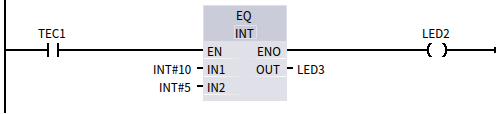 EQ
TEC1 INT LED2
EN ENO
INT#10 IN1 OUT LED3
INT#5 IN2